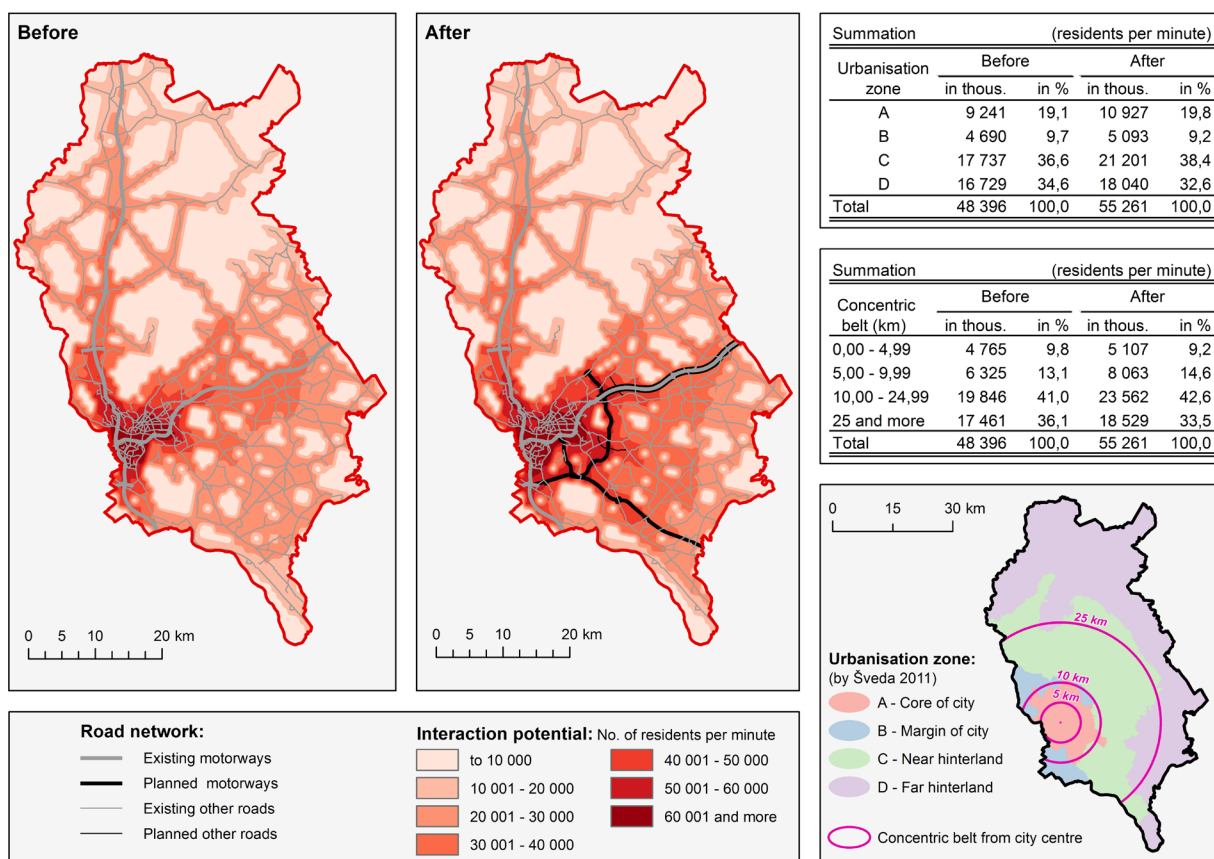 Before
0 5 10 20 km
After
0 5 10 20 km
Road network:
Existing motorways
Planned motorways
Existing other roads
Planned other roads
Interaction potential: No. of residents per minute
to 10 000
10 001 - 20 000
20 001 - 30 000
30 001 - 40 000
40 001 - 50 000
50 001 - 60 000
60 001 and more
Summation (residents per minute)
Urbanisation zone Before After
in thous. in % in thous. in %
A 9 241 19,1 10 927 19,8
B 4 690 9,7 5 093 9,2
C 17 737 36,6 21 201 38,4
D 16 729 34,6 18 040 32,6
Total 48 396 100,0 55 261 100,0
Summation (residents per minute)
Concentric belt (km) Before After
in thous. in % in thous. in %
0,00 - 4,99 4 765 9,8 5 107 9,2
5,00 - 9,99 6 325 13,1 8 063 14,6
10,00 - 24,99 19 846 41,0 23 562 42,6
25 and more 17 461 36,1 18 529 33,5
Total 48 396 100,0 55 261 100,0
0 15 30 km
25 km
10 km
5 km
Urbanisation zone:
(by Šveda 2011)
A - Core of city
B - Margin of city
C - Near hinterland
D - Far hinterland
Concentric belt from city centre